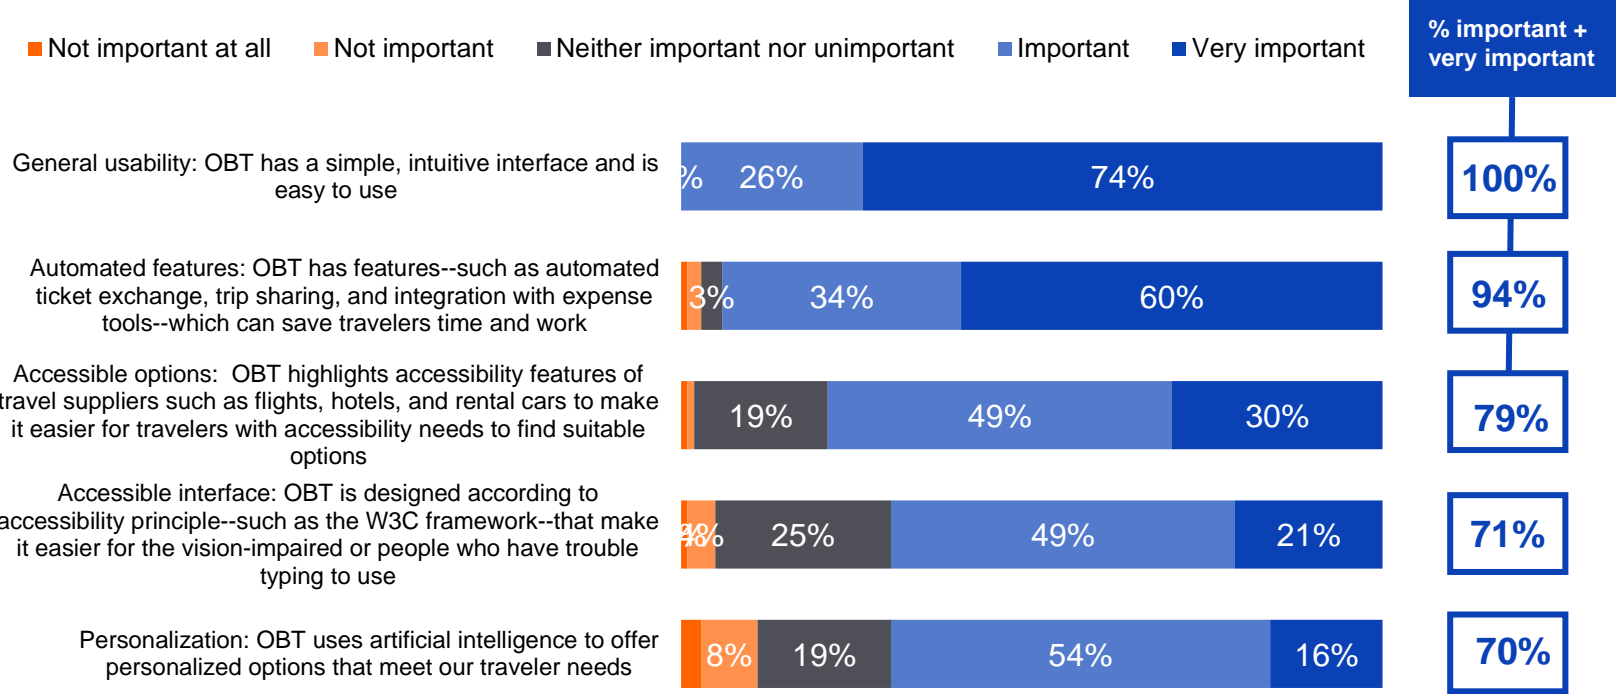 Not important at all
Not important
Neither important nor unimportant
Important
Very important
% important +
very important
General usability: OBT has a simple, intuitive interface and is
easy to use
%
26%
74%
100%
Automated features: OBT has features--such as automated
ticket exchange, trip sharing, and integration with expense
tools--which can save travelers time and work
3%
34%
60%
94%
Accessible options:  OBT highlights accessibility features of
travel suppliers such as flights, hotels, and rental cars to make
it easier for travelers with accessibility needs to find suitable
options
19%
49%
30%
79%
Accessible interface: OBT is designed according to
accessibility principle--such as the W3C framework--that make
it easier for the vision-impaired or people who have trouble
typing to use
4%
25%
49%
21%
71%
Personalization: OBT uses artificial intelligence to offer
personalized options that meet our traveler needs
8%
19%
54%
16%
70%